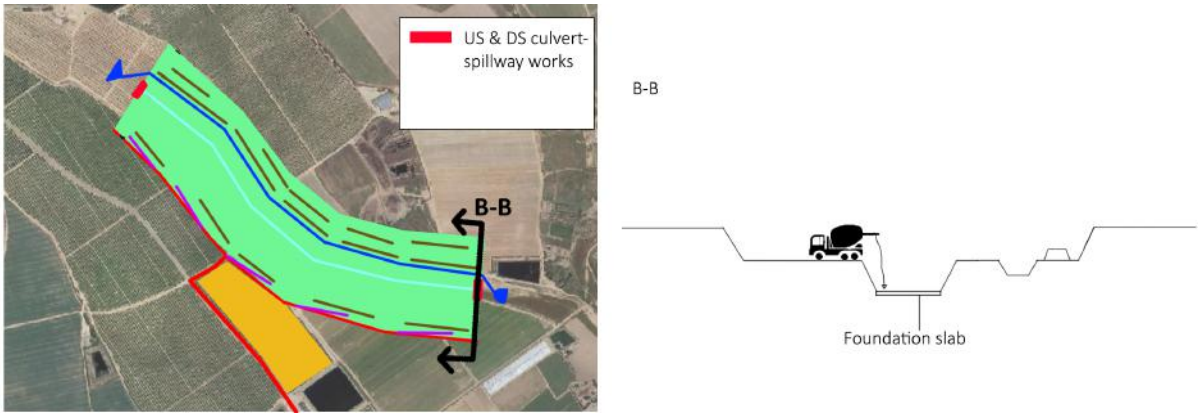 US & DS culvert-
spillway works
B-B
B-B
Foundation slab